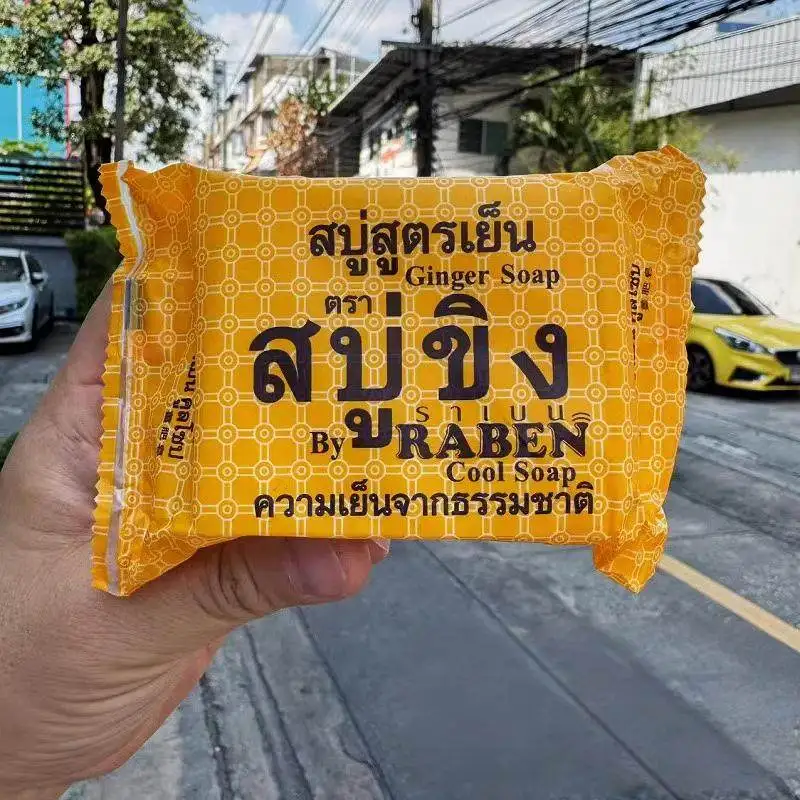 สบู่สูตรเย็น
Ginger Soap
ตรา
สบู่ขิง
ราเบน
By RABEN
Cool Soap
ความเย็นจากธรรมชาติ